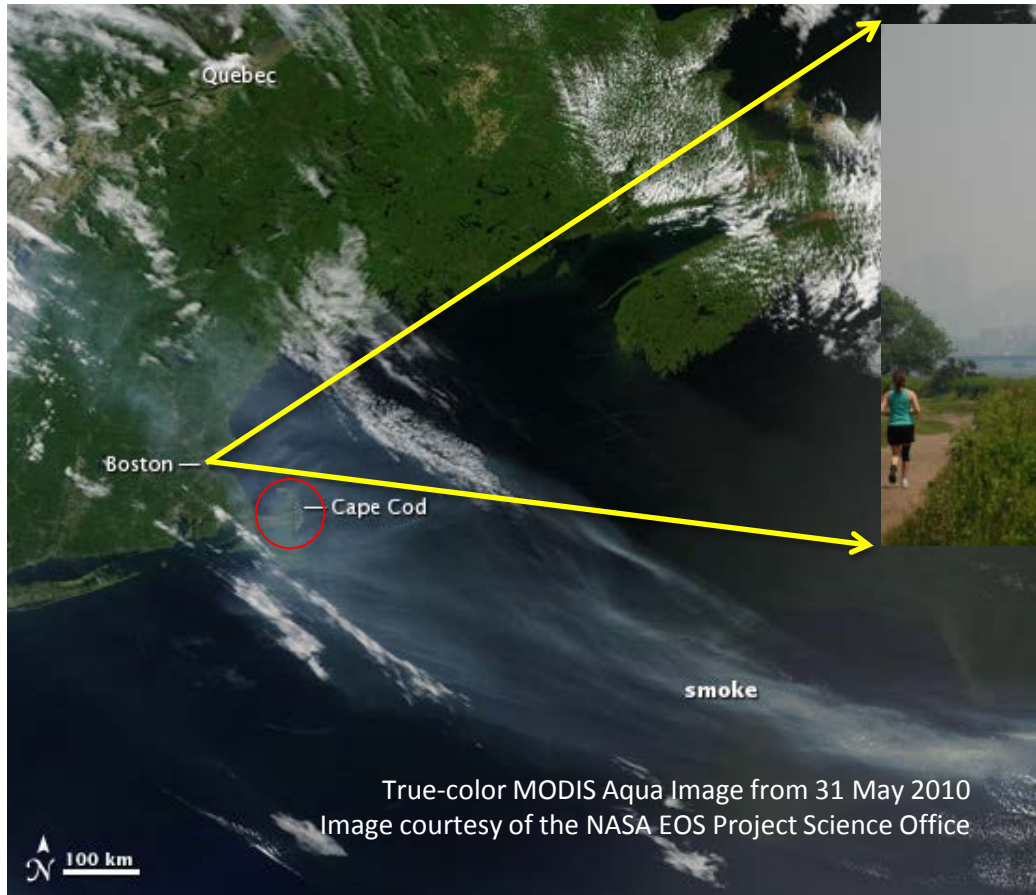 Quebec
Boston
Cape Cod
smoke
True-color MODIS Aqua Image from 31 May 2010
Image courtesy of the NASA EOS Project Science Office
N
100 km